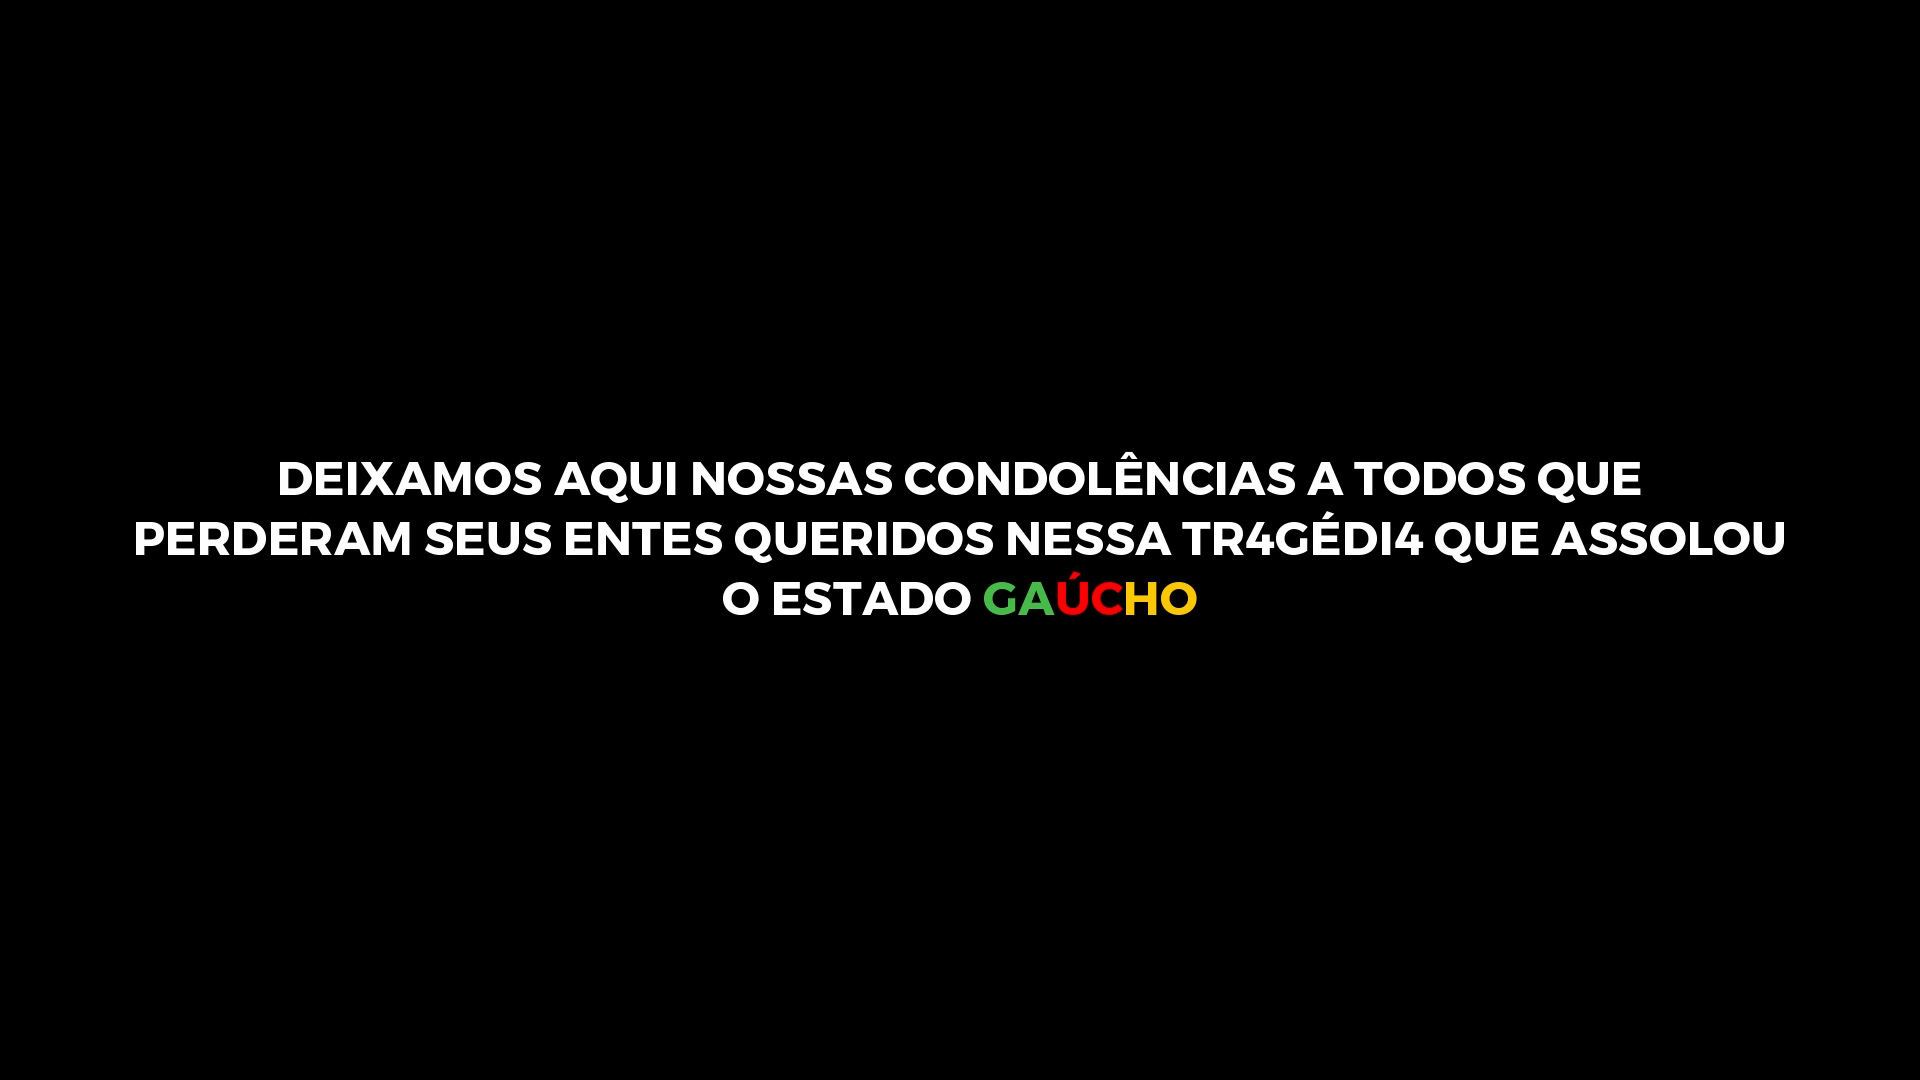 DEIXAMOS AQUI NOSSAS CONDOLÊNCIAS A TODOS QUE
PERDERAM SEUS ENTES QUERIDOS NESSA TR4GÉDI4 QUE ASSOLOU
O ESTADO GAÚCHO